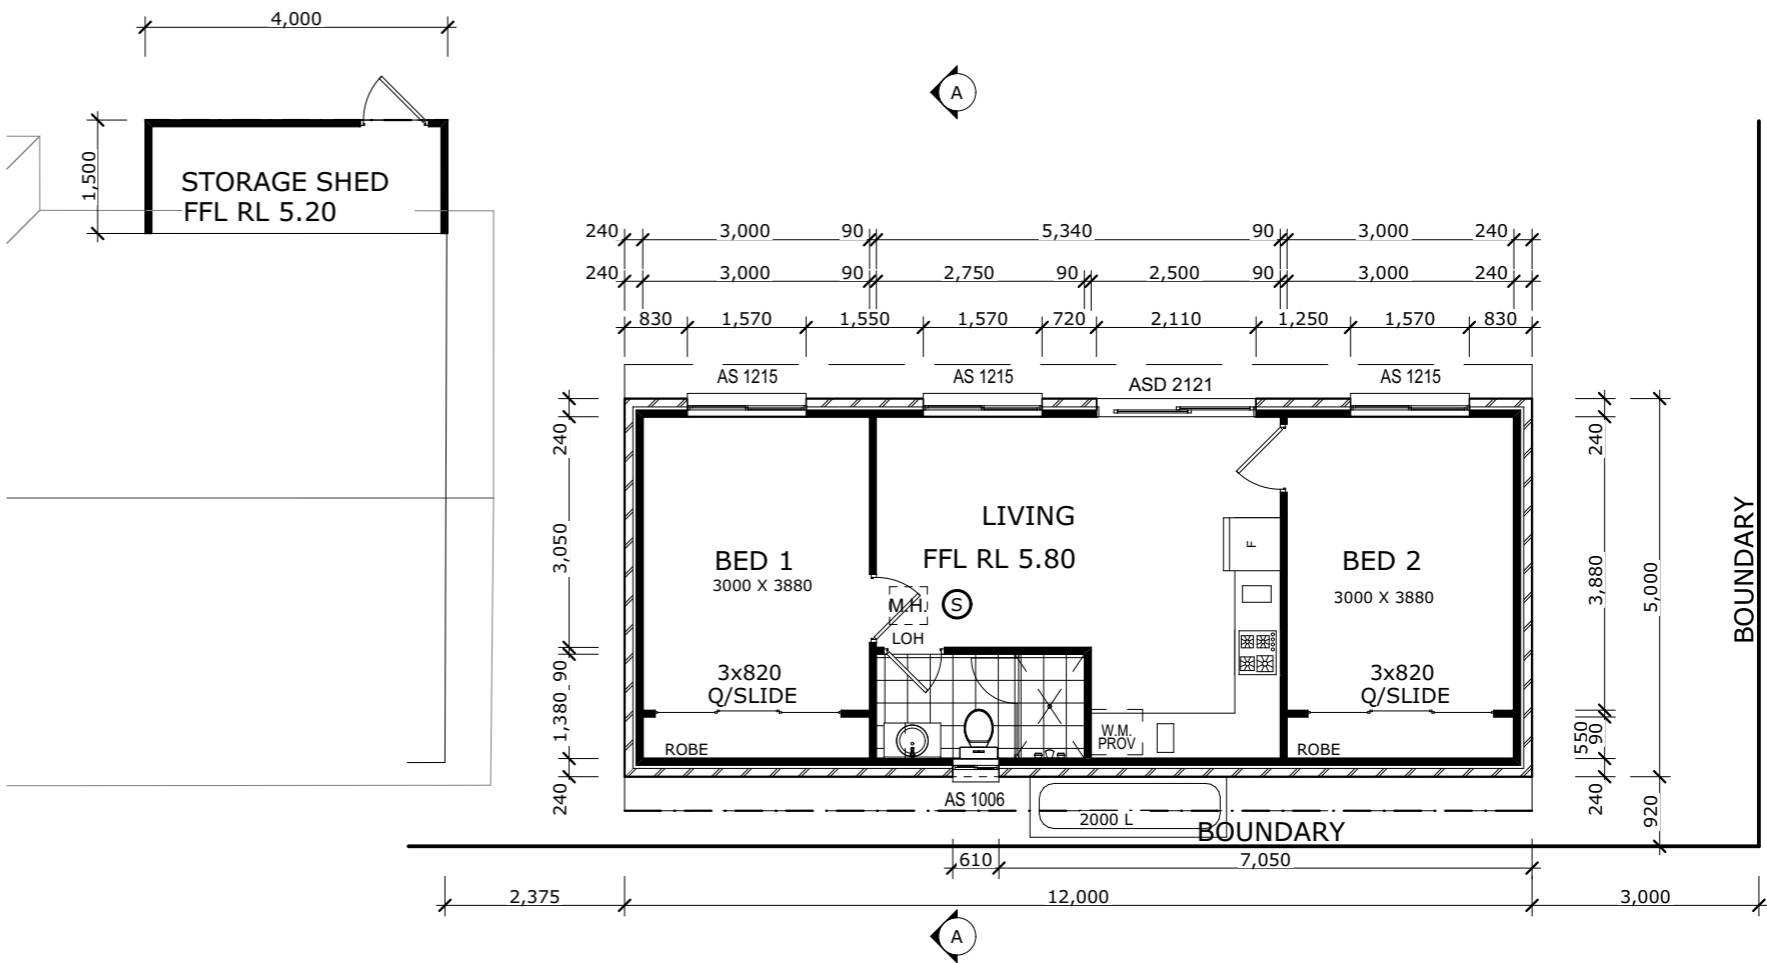 4,000
A
1,500
STORAGE SHED
FFL RL 5.20
240 3,000 90 5,340 90 3,000 240
240 3,000 90 2,750 90 2,500 90 3,000 240
830 1,570 1,550 1,570 720 2,110 1,250 1,570 830
AS 1215 AS 1215 ASD 2121 AS 1215
240 3,050 90 1,380 240
LIVING
FFL RL 5.80
BED 1
3000 X 3880
M.H.
S
LOH
F
BED 2
3000 X 3880
3x820
Q/SLIDE
3x820
Q/SLIDE
ROBE
W.M.
PROV
ROBE
240 3,880 90 550 240
5,000
920
BOUNDARY
AS 1006
2000 L
BOUNDARY
610 7,050
2,375 12,000 3,000
A